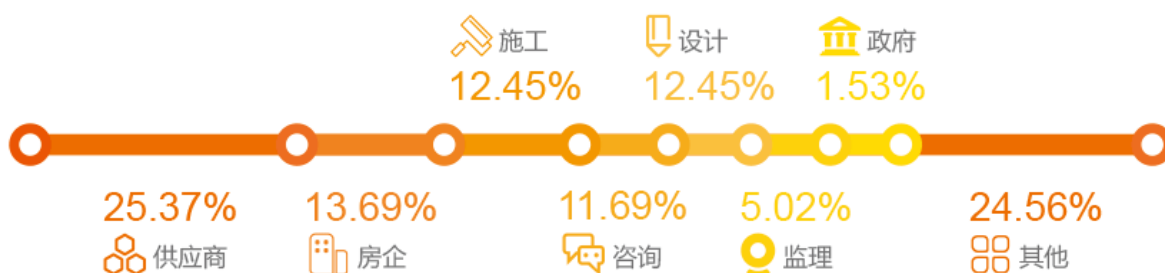 施工
12.45%
设计
12.45%
政府
1.53%
25.37%
供应商
13.69%
房企
11.69%
咨询
5.02%
监理
24.56%
其他